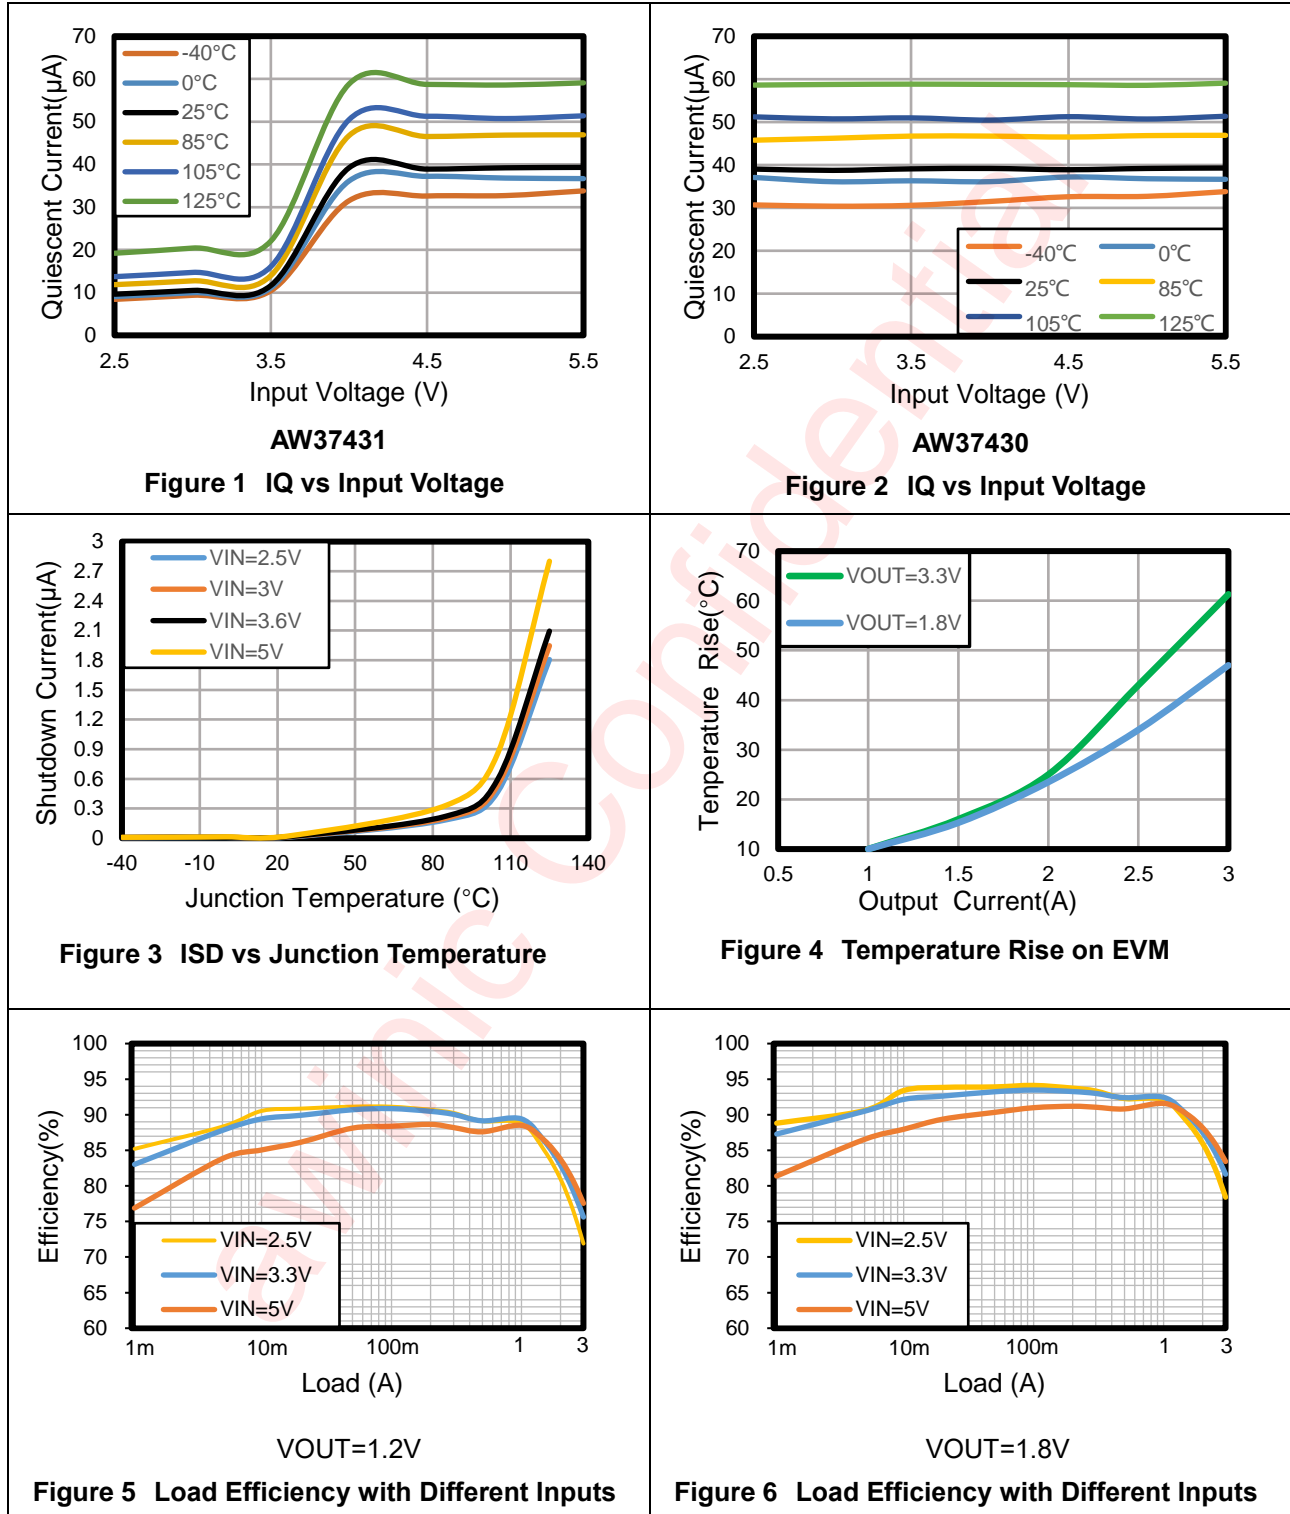 70
60
50
40
30
20
10
0
Quiescent Current(μA)
-40°C
0°C
25°C
85°C
105°C
125°C
2.5
3.5
4.5
5.5
Input Voltage (V)
AW37431
Figure 1 IQ vs Input Voltage
70
60
50
40
30
20
10
0
Quiescent Current(μA)
-40℃
0℃
25℃
85℃
105℃
125℃
2.5
3.5
4.5
5.5
Input Voltage (V)
AW37430
Figure 2 IQ vs Input Voltage
3
2.7
2.4
2.1
1.8
1.5
1.2
0.9
0.6
0.3
0
Shutdown Current(μA)
VIN=2.5V
VIN=3V
VIN=3.6V
VIN=5V
-40
-10
20
50
80
110
140
Junction Temperature (°C)
Figure 3 ISD vs Junction Temperature
70
60
50
40
30
20
10
Tenperature Rise(°C)
VOUT=3.3V
VOUT=1.8V
0.5
1
1.5
2
2.5
3
Output Current(A)
Figure 4 Temperature Rise on EVM
100
95
90
85
80
75
70
65
60
Efficiency(%)
VIN=2.5V
VIN=3.3V
VIN=5V
1m
10m
100m
1
3
Load (A)
VOUT=1.2V
Figure 5 Load Efficiency with Different Inputs
100
95
90
85
80
75
70
65
60
Efficiency(%)
VIN=2.5V
VIN=3.3V
VIN=5V
1m
10m
100m
1
3
Load (A)
VOUT=1.8V
Figure 6 Load Efficiency with Different Inputs
awinic Confidential